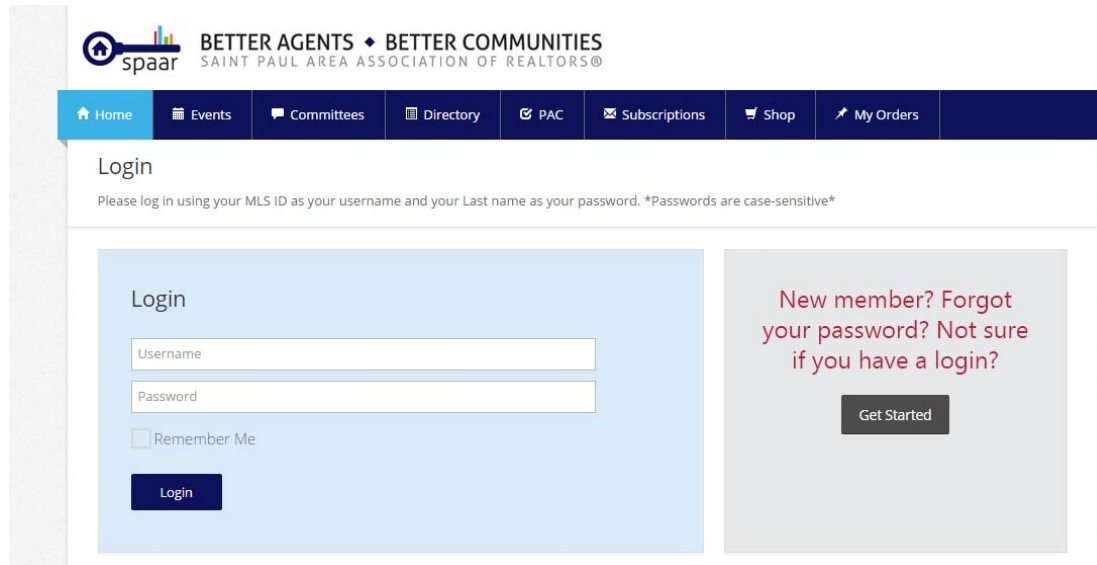 spaar
BETTER AGENTS ◆ BETTER COMMUNITIES
SAINT PAUL AREA ASSOCIATION OF REALTORS®
Home Events Committees Directory PAC Subscriptions Shop My Orders
Login
Please log in using your MLS ID as your username and your Last name as your password. *Passwords are case-sensitive*
Login
Username
Password
Remember Me
Login
New member? Forgot
your password? Not sure
if you have a login?
Get Started